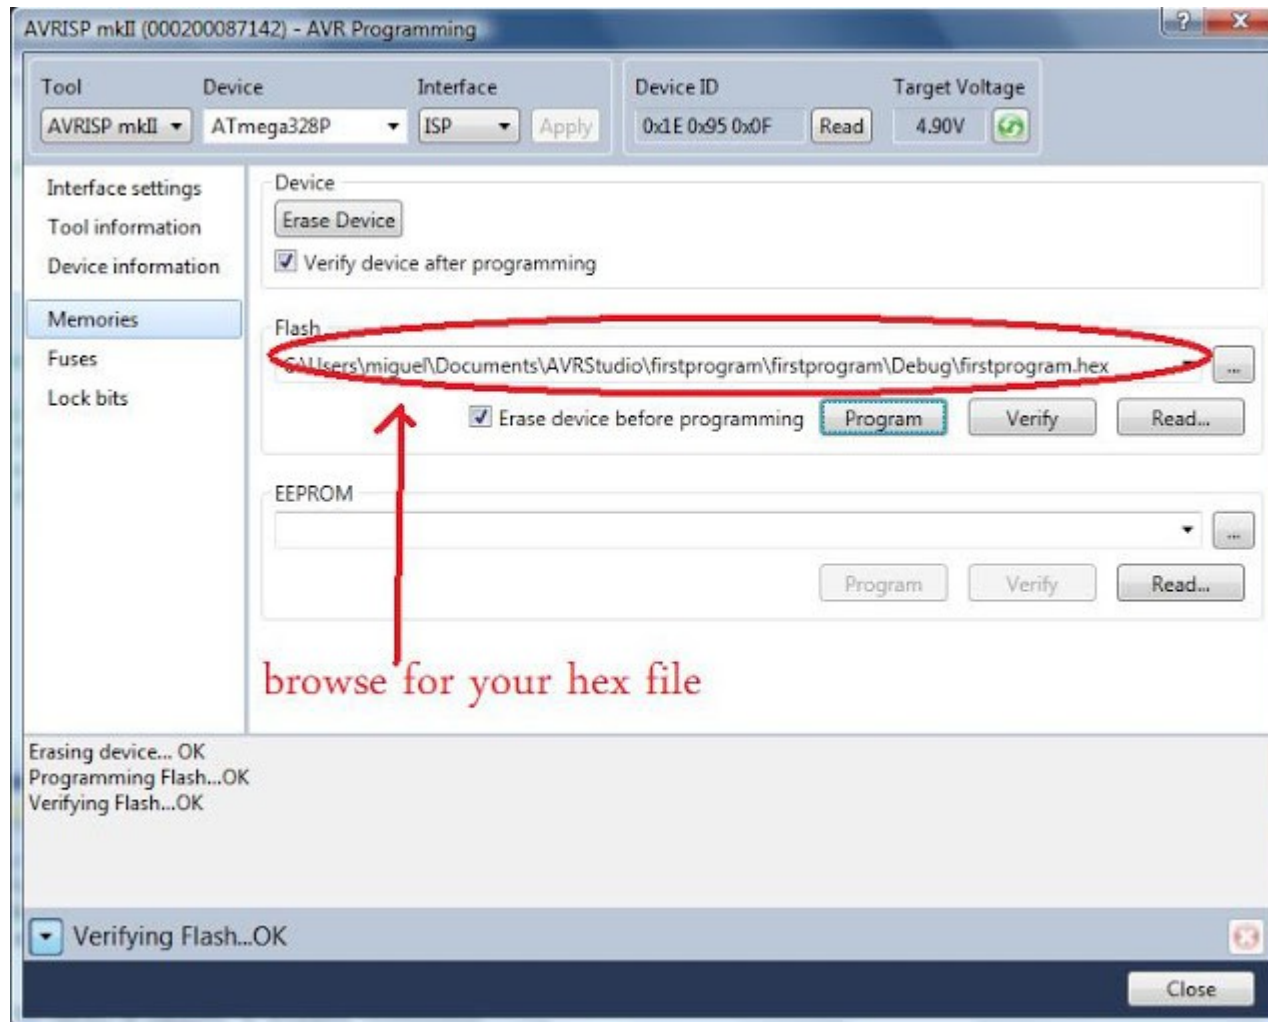 AVRISP mkII (000200087142) - AVR Programming
Tool Device Interface Device ID Target Voltage
AVRISP mkII ATmega328P ISP Apply 0x1E 0x95 0x0F Read 4.90V
Interface settings
Tool information
Device information
Memories
Fuses
Lock bits
Device
Erase Device
Verify device after programming
Flash
C:\Users\miguel\Documents\AVRStudio\firstprogram\firstprogram\Debug\firstprogram.hex ...
Erase device before programming Program Verify Read...
EEPROM
...
Program Verify Read...
browse for your hex file
Erasing device... OK
Programming Flash...OK
Verifying Flash...OK
Verifying Flash...OK
Close